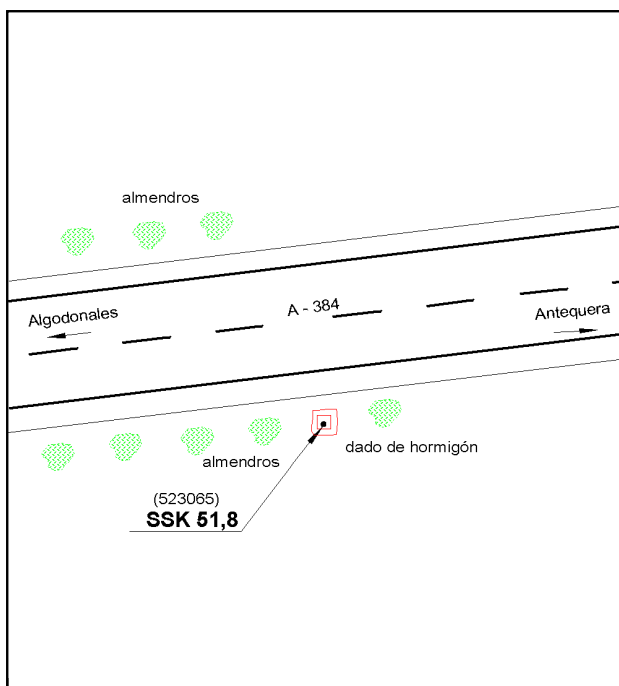 almendros
A - 384
Algodonales
Antequera
almendros
dado de hormigón
(523065)
SSK 51,8